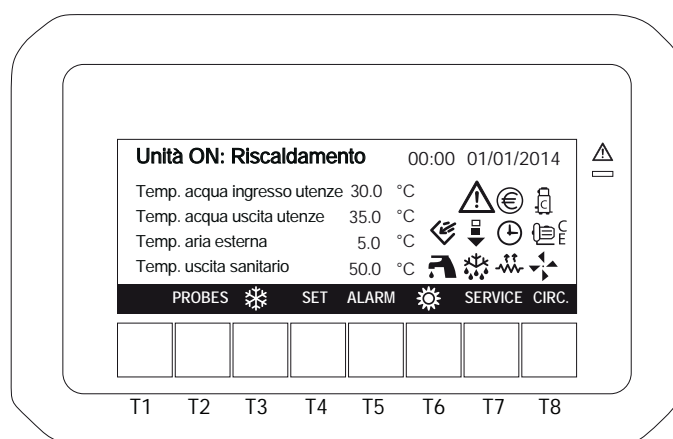 Unità ON: Riscaldamento 00:00 01/01/2014
Temp. acqua ingresso utenze 30.0 °C
Temp. acqua uscita utenze 35.0 °C
Temp. aria esterna 5.0 °C
Temp. uscita sanitario 50.0 °C
€ C
C
E
PROBES SET ALARM SERVICE CIRC.
T1 T2 T3 T4 T5 T6 T7 T8